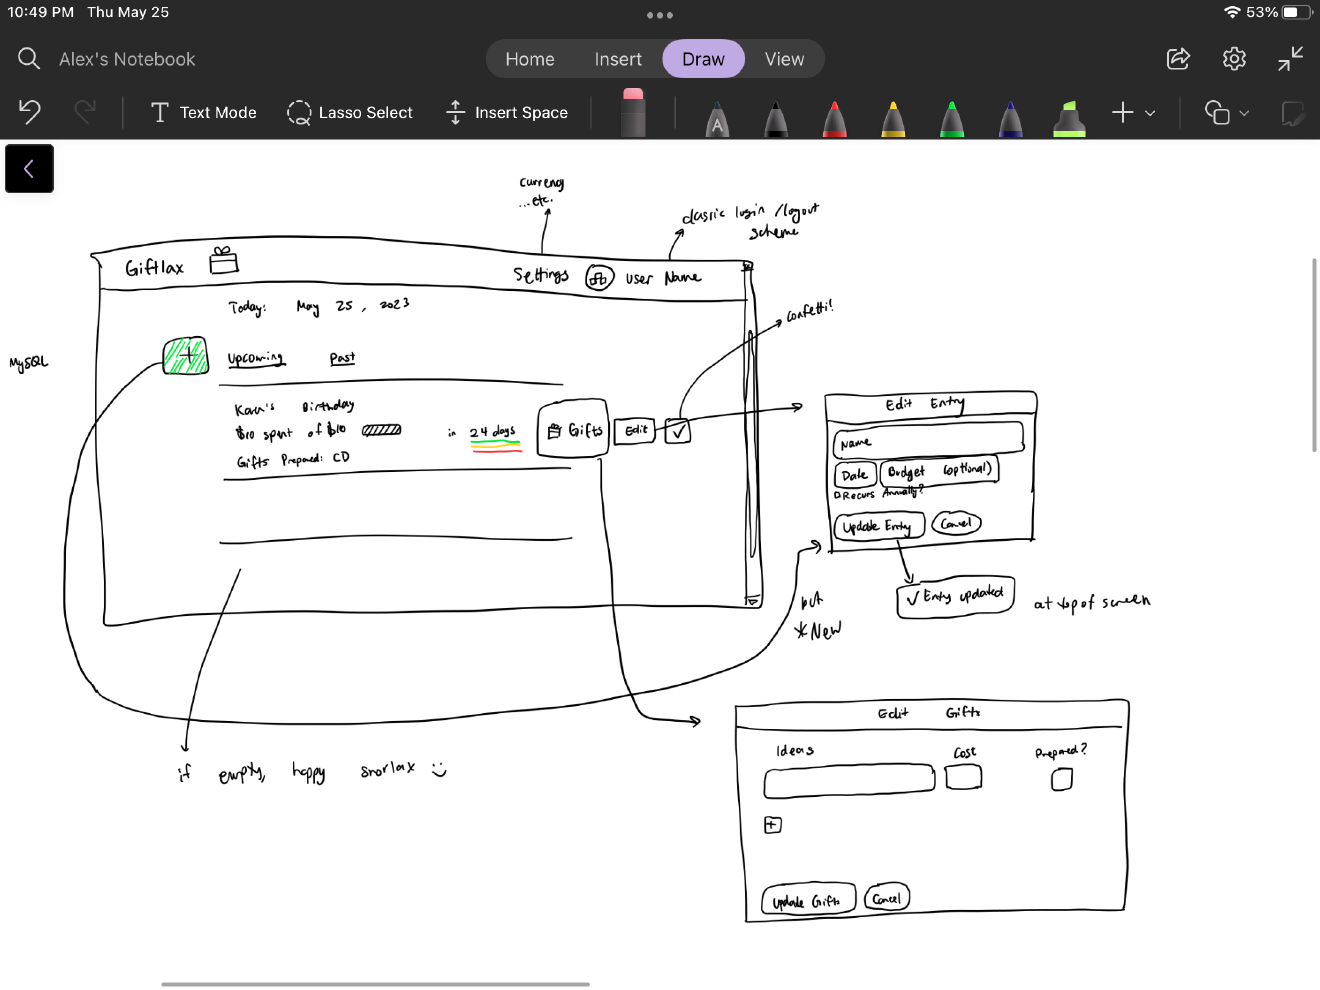 10:49 PM Thu May 25
53%
Alex's Notebook
Home Insert Draw View
Text Mode Lasso Select Insert Space
A
currency
...etc.
classic login / logout
scheme
Giftlax
Settings User Name
Today: May 25, 2023
confetti!
MySQL
+
Upcoming Past
Karu's Birthday
$10 spent of $10
in 24 days
Gifts Edit
Gifts Prepared: CD
Edit Entry
Name
Date Budget (optional)
Recurs Annually?
Update Entry Cancel
✓ Entry updated
at top of screen
but
*New
if empty, happy snorlax :)
Edit Gifts
Ideas Cost Prepared?
+
Update Gifts Cancel